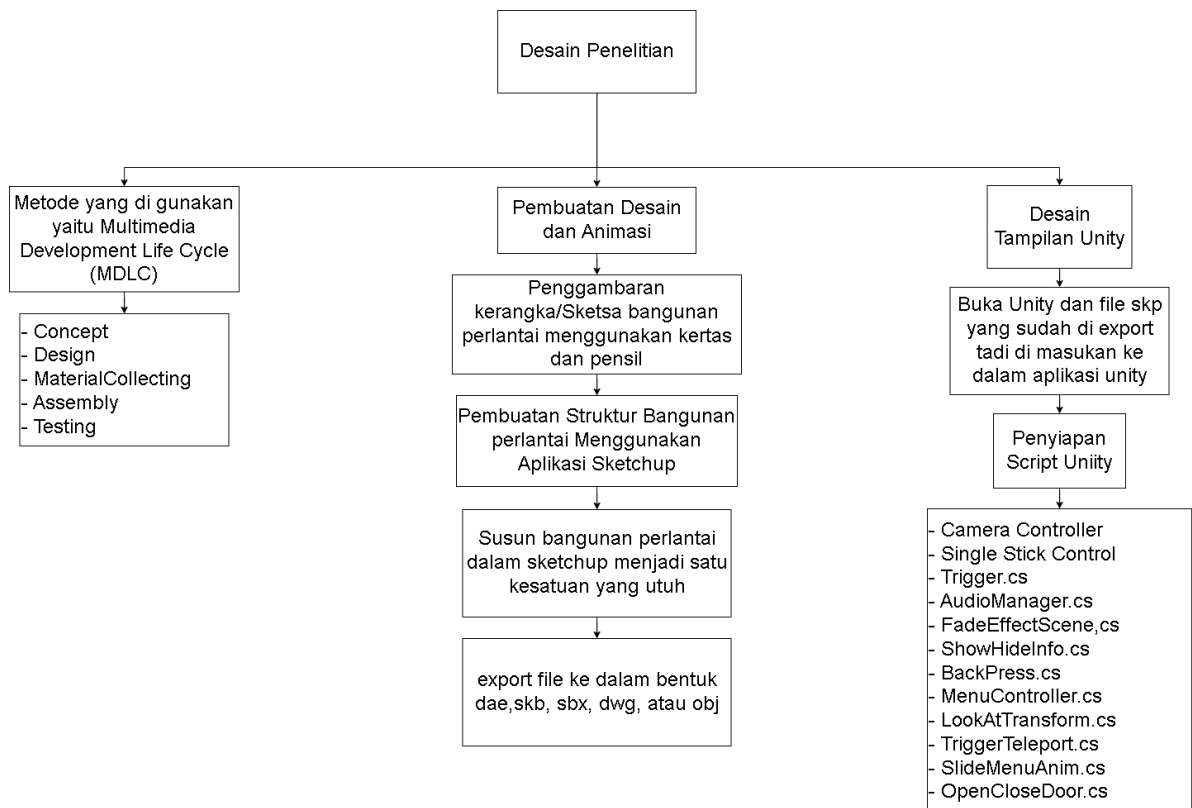 Desain Penelitian
Metode yang di gunakan
yaitu Multimedia
Development Life Cycle
(MDLC)
- Concept
- Design
- MaterialCollecting
- Assembly
- Testing
Pembuatan Desain
dan Animasi
Penggambaran
kerangka/Sketsa bangunan
perlantai menggunakan kertas
dan pensil
Pembuatan Struktur Bangunan
perlantai Menggunakan
Aplikasi Sketchup
Susun bangunan perlantai
dalam sketchup menjadi satu
kesatuan yang utuh
export file ke dalam bentuk
dae,skb, sbx, dwg, atau obj
Desain
Tampilan Unity
Buka Unity dan file skp
yang sudah di export
tadi di masukan ke
dalam aplikasi unity
Penyiapan
Script Uniity
- Camera Controller
- Single Stick Control
- Trigger.cs
- AudioManager.cs
- FadeEffectScene,cs
- ShowHideInfo.cs
- BackPress.cs
- MenuController.cs
- LookAtTransform.cs
- TriggerTeleport.cs
- SlideMenuAnim.cs
- OpenCloseDoor.cs